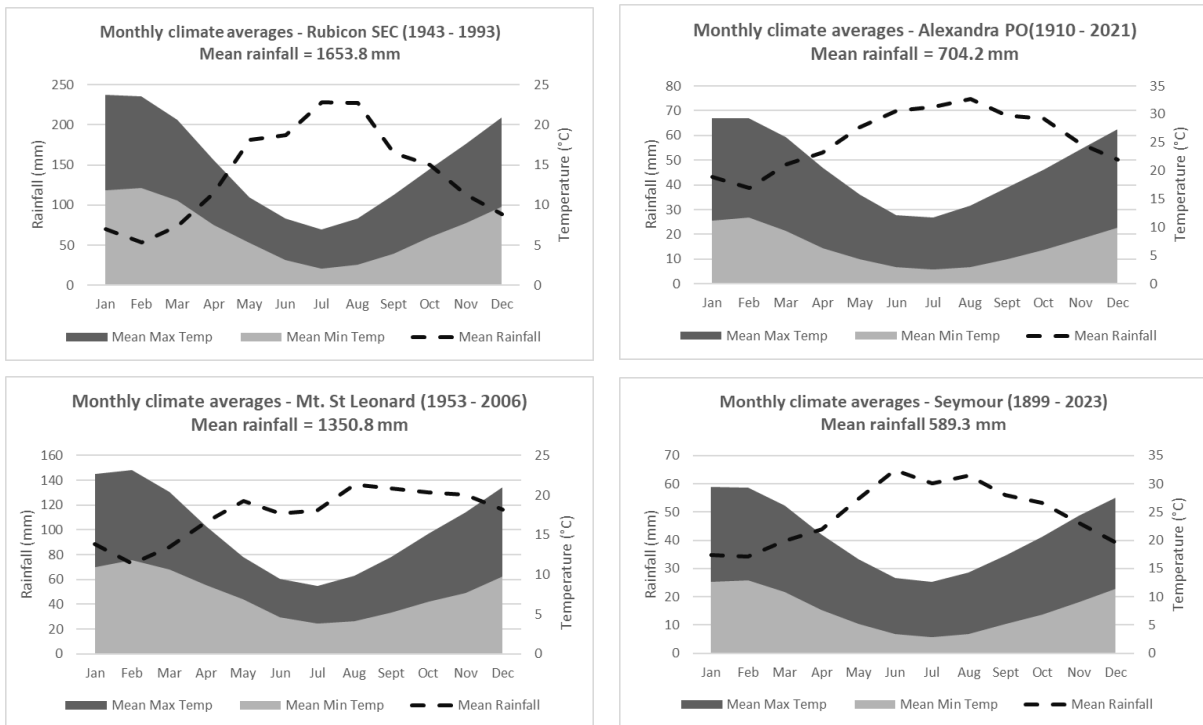 Monthly climate averages - Rubicon SEC (1943 - 1993)
Mean rainfall = 1653.8 mm
Rainfall (mm)
250
200
150
100
50
0
25
20
15
10
5
0
Temperature (°C)
Jan Feb Mar Apr May Jun Jul Aug Sept Oct Nov Dec
Mean Max Temp Mean Min Temp Mean Rainfall
Monthly climate averages - Alexandra PO(1910 - 2021)
Mean rainfall = 704.2 mm
Rainfall (mm)
80
70
60
50
40
30
20
10
0
35
30
25
20
15
10
5
0
Temperature (°C)
Jan Feb Mar Apr May Jun Jul Aug Sept Oct Nov Dec
Mean Max Temp Mean Min Temp Mean Rainfall
Monthly climate averages - Mt. St Leonard (1953 - 2006)
Mean rainfall = 1350.8 mm
Rainfall (mm)
160
140
120
100
80
60
40
20
0
25
20
15
10
5
0
Temperature (°C)
Jan Feb Mar Apr May Jun Jul Aug Sept Oct Nov Dec
Mean Max Temp Mean Min Temp Mean Rainfall
Monthly climate averages - Seymour (1899 - 2023)
Mean rainfall 589.3 mm
Rainfall (mm)
70
60
50
40
30
20
10
0
35
30
25
20
15
10
5
0
Temperature (°C)
Jan Feb Mar Apr May Jun Jul Aug Sept Oct Nov Dec
Mean Max Temp Mean Min Temp Mean Rainfall